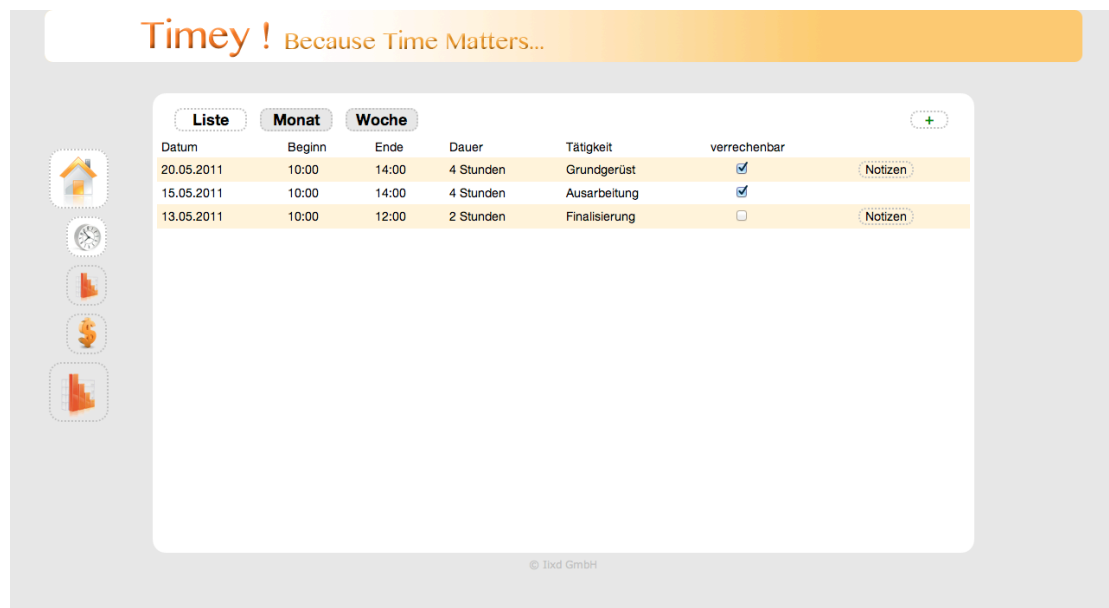 Timey ! Because Time Matters...
Liste Monat Woche +
Datum Beginn Ende Dauer Tätigkeit verrechenbar
20.05.2011 10:00 14:00 4 Stunden Grundgerüst Notizen
15.05.2011 10:00 14:00 4 Stunden Ausarbeitung
13.05.2011 10:00 12:00 2 Stunden Finalisierung Notizen
$
© Iixd GmbH